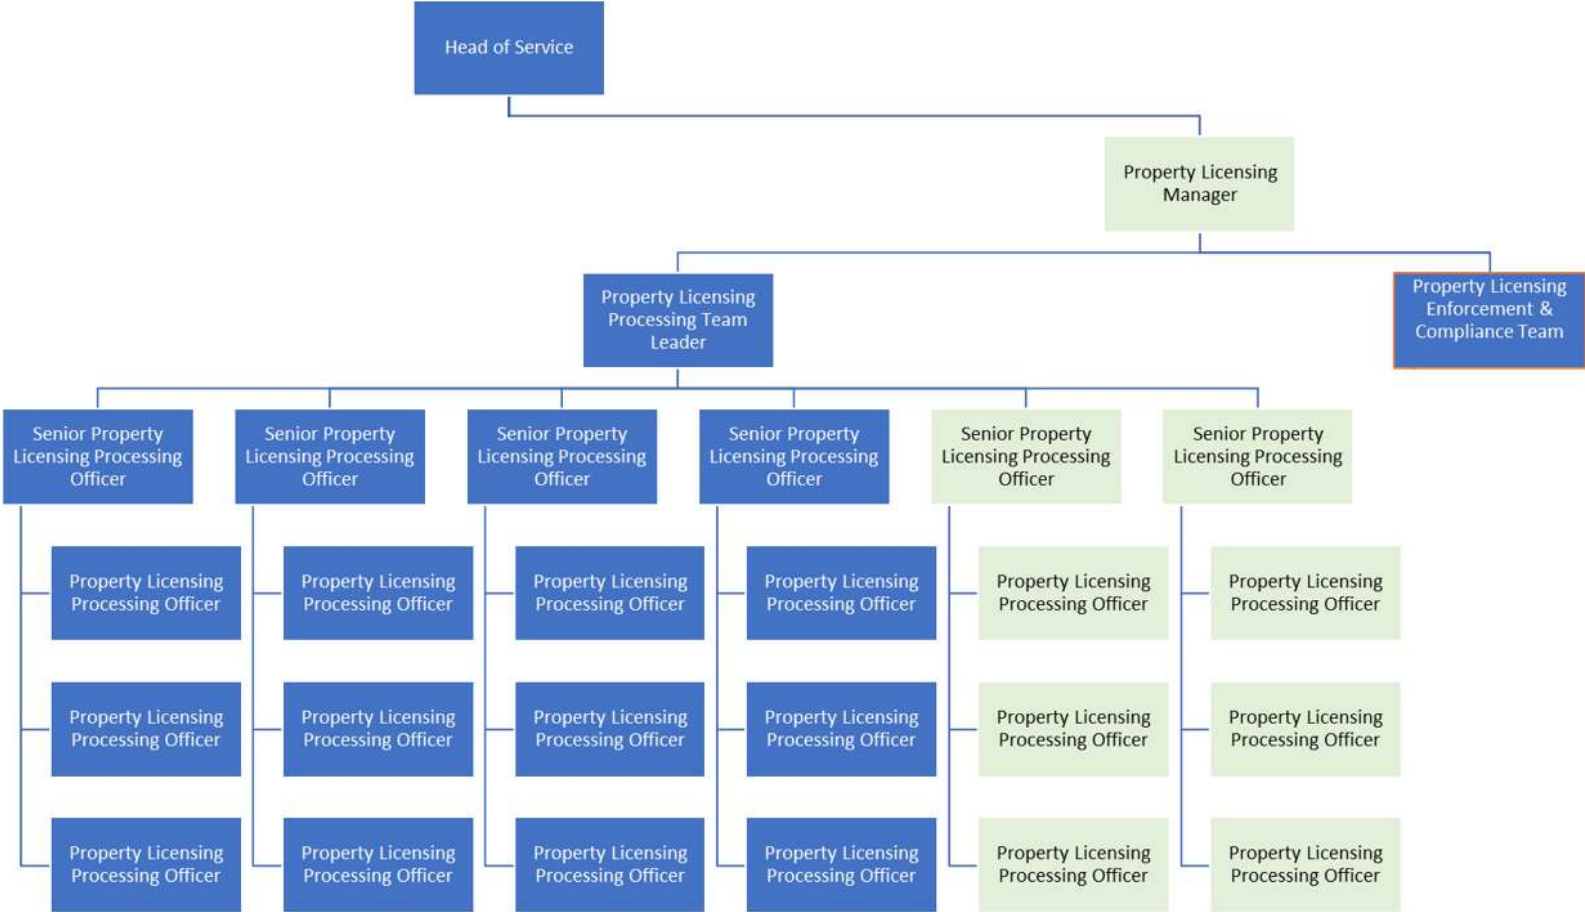 Head of Service
Property Licensing
Manager
Property Licensing
Processing Team
Leader
Property Licensing
Enforcement &
Compliance Team
Senior Property
Licensing Processing
Officer
Senior Property
Licensing Processing
Officer
Senior Property
Licensing Processing
Officer
Senior Property
Licensing Processing
Officer
Senior Property
Licensing Processing
Officer
Senior Property
Licensing Processing
Officer
Property Licensing
Processing Officer
Property Licensing
Processing Officer
Property Licensing
Processing Officer
Property Licensing
Processing Officer
Property Licensing
Processing Officer
Property Licensing
Processing Officer
Property Licensing
Processing Officer
Property Licensing
Processing Officer
Property Licensing
Processing Officer
Property Licensing
Processing Officer
Property Licensing
Processing Officer
Property Licensing
Processing Officer
Property Licensing
Processing Officer
Property Licensing
Processing Officer
Property Licensing
Processing Officer
Property Licensing
Processing Officer
Property Licensing
Processing Officer
Property Licensing
Processing Officer